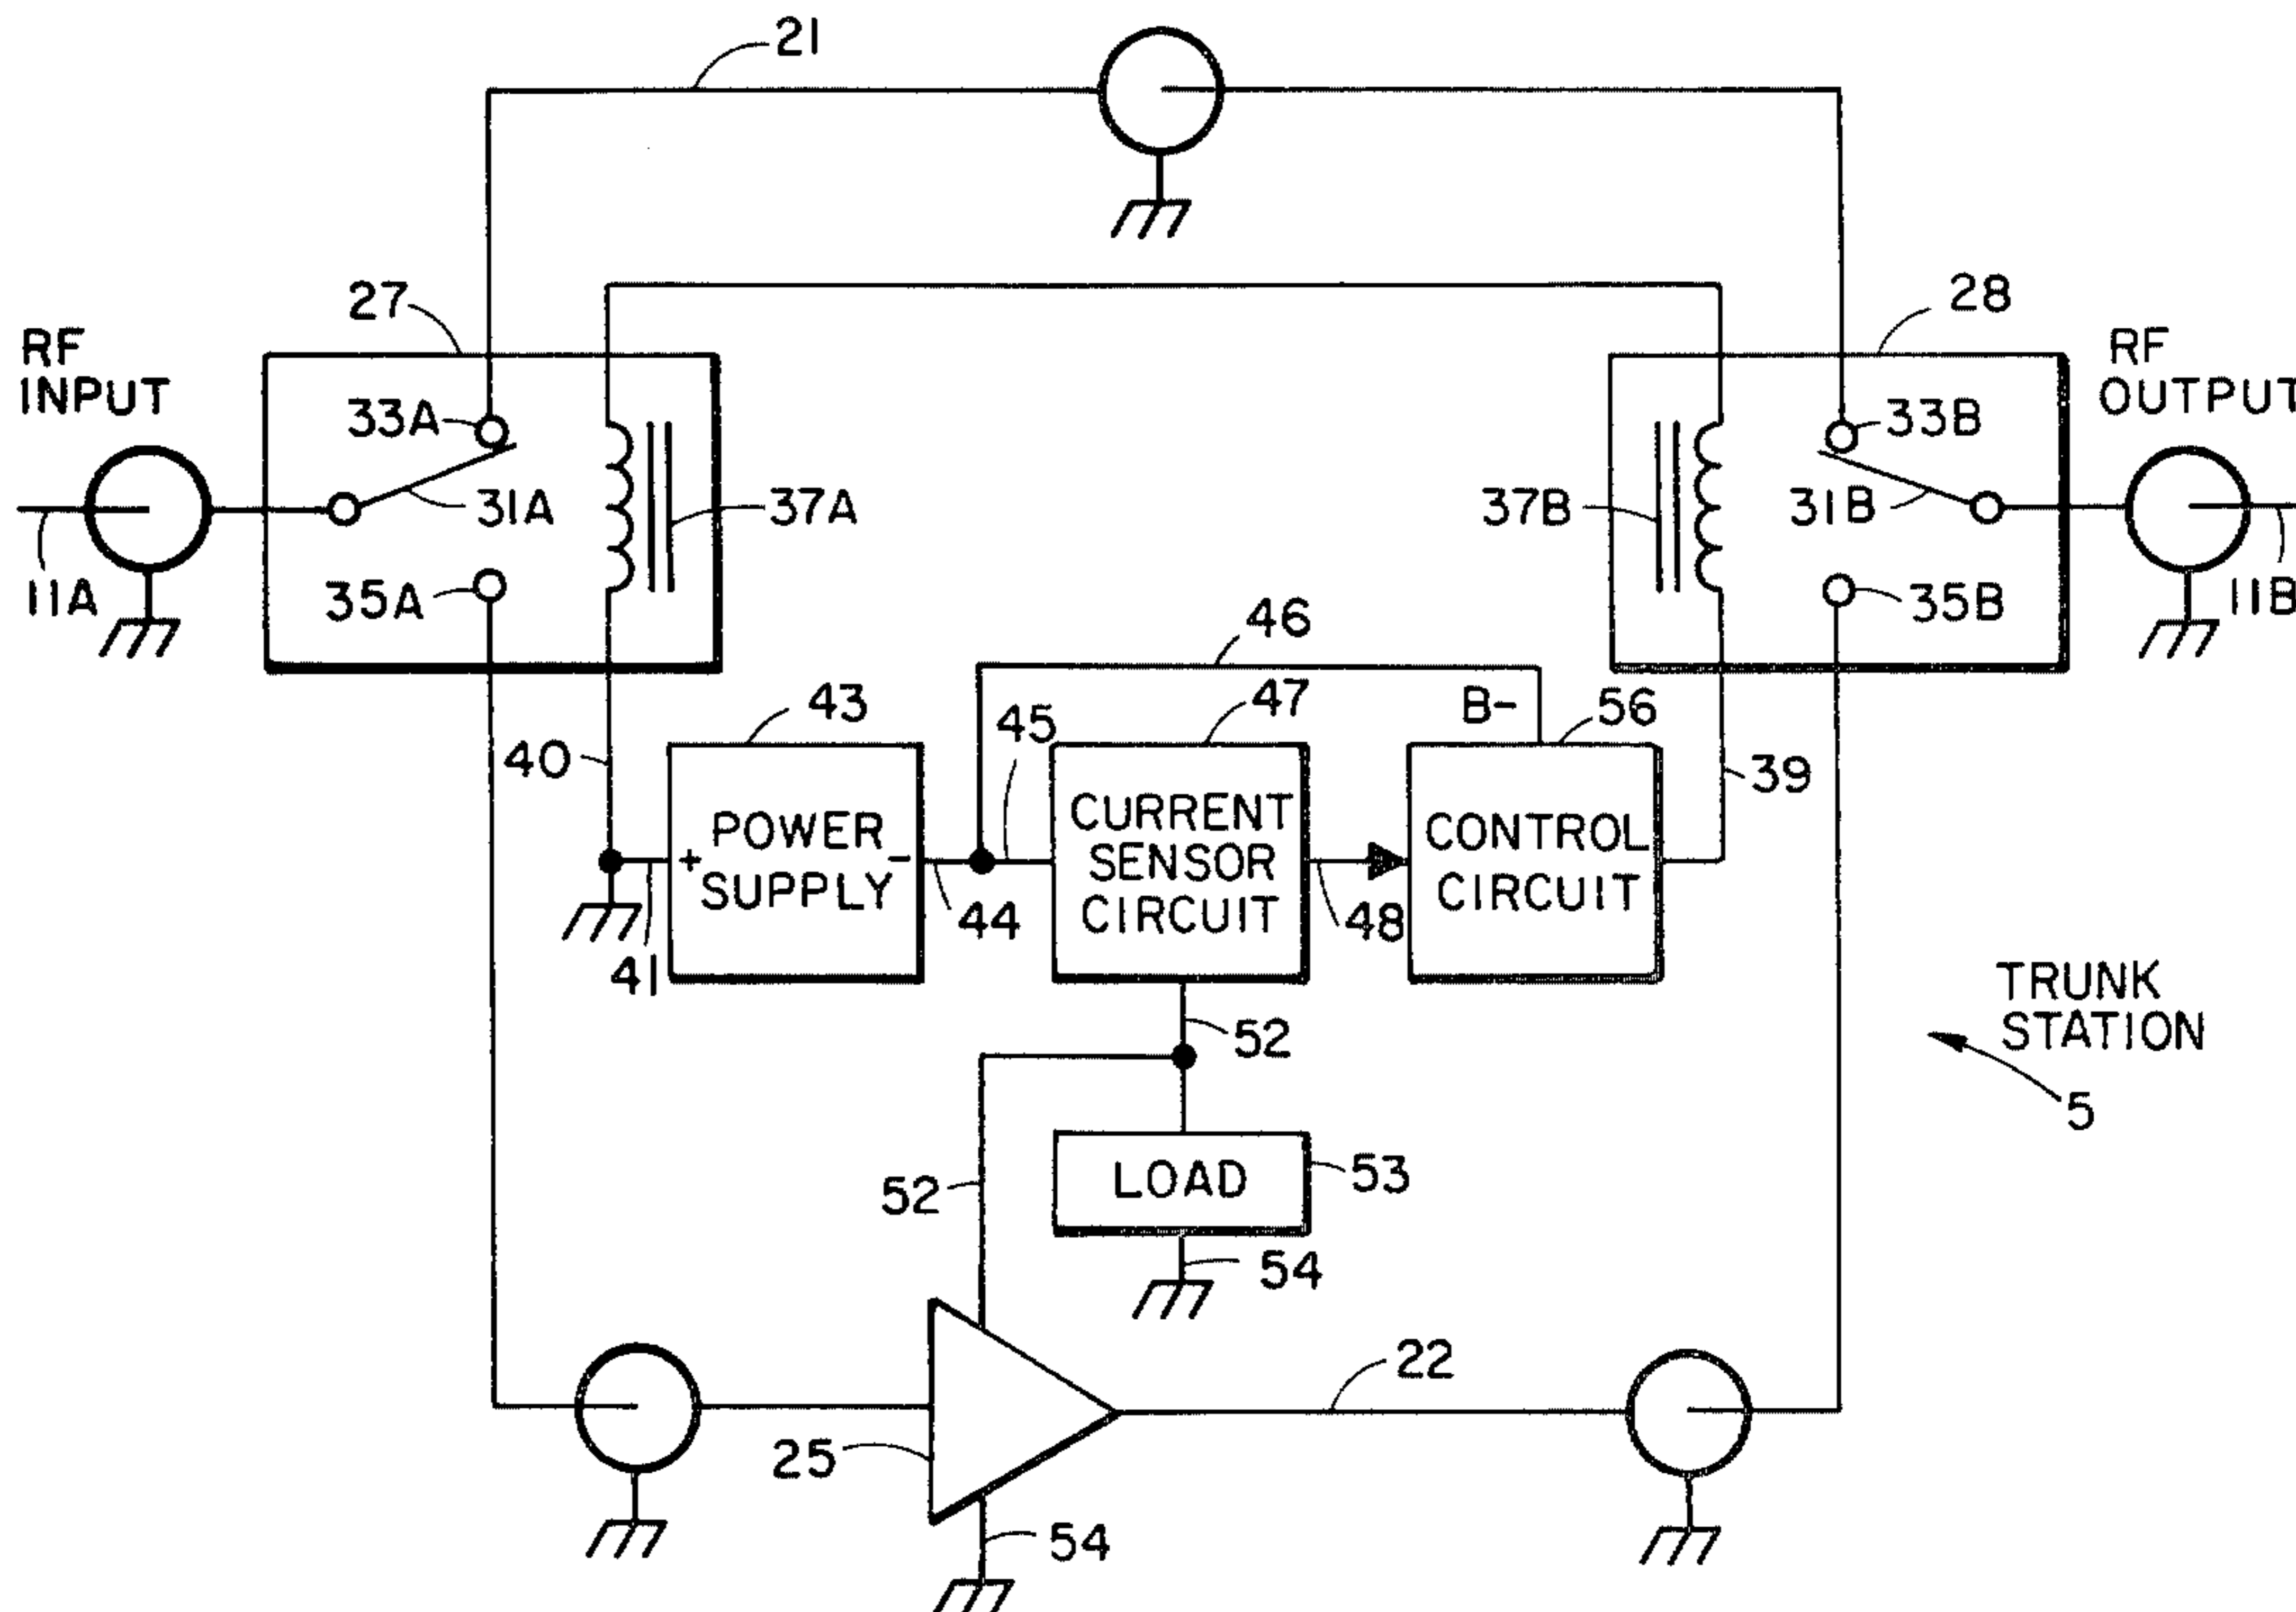 21
27
28
RF
INPUT
RF
OUTPUT
33A
33B
31A
37A
37B
31B
11A
35A
35B
11B
46
43
47
B-
56
45
40
39
+ POWER -
SUPPLY
CURRENT
SENSOR
CIRCUIT
CONTROL
CIRCUIT
44
48
41
TRUNK
STATION
52
5
52
LOAD
53
54
22
25
54